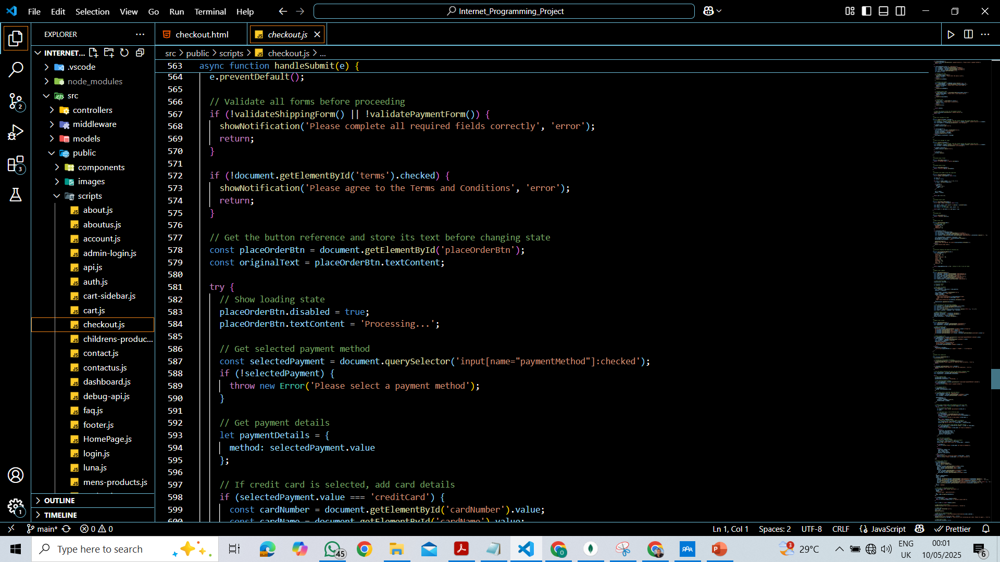 File Edit Selection View Go Run Terminal Help
Internet_Programming_Project
EXPLORER
INTERNET...
.vscode
node_modules
src
controllers
middleware
models
public
components
images
scripts
about.js
aboutus.js
account.js
admin-login.js
api.js
auth.js
cart-sidebar.js
cart.js
checkout.js
childrens-produc...
contact.js
contactus.js
dashboard.js
debug-api.js
faq.js
footer.js
HomePage.js
login.js
luna.js
mens-products.js
OUTLINE
TIMELINE
2
3
1
checkout.html
JS checkout.js
src > public > scripts > JS checkout.js > ...
563 async function handleSubmit(e) {
564 e.preventDefault();
565
566 // Validate all forms before proceeding
567 if (!validateShippingForm() || !validatePaymentForm()) {
568 showNotification('Please complete all required fields correctly', 'error');
569 return;
570 }
571
572 if (!document.getElementById('terms').checked) {
573 showNotification('Please agree to the Terms and Conditions', 'error');
574 return;
575 }
576
577 // Get the button reference and store its text before changing state
578 const placeOrderBtn = document.getElementById('placeOrderBtn');
579 const originalText = placeOrderBtn.textContent;
580
581 try {
582 // Show loading state
583 placeOrderBtn.disabled = true;
584 placeOrderBtn.textContent = 'Processing...';
585
586 // Get selected payment method
587 const selectedPayment = document.querySelector('input[name="paymentMethod"]:checked');
588 if (!selectedPayment) {
589 throw new Error('Please select a payment method');
590 }
591
592 // Get payment details
593 let paymentDetails = {
594 method: selectedPayment.value
595 };
596
597 // If credit card is selected, add card details
598 if (selectedPayment.value === 'creditCard') {
599 const cardNumber = document.getElementById('cardNumber').value;
600 const cardName = document.getElementById('cardName').value;
main* 0 0
Ln 1, Col 1 Spaces: 2 UTF-8 CRLF JavaScript Prettier
Type here to search
45
3
29°C
ENG
UK
00:01
10/05/2025
6